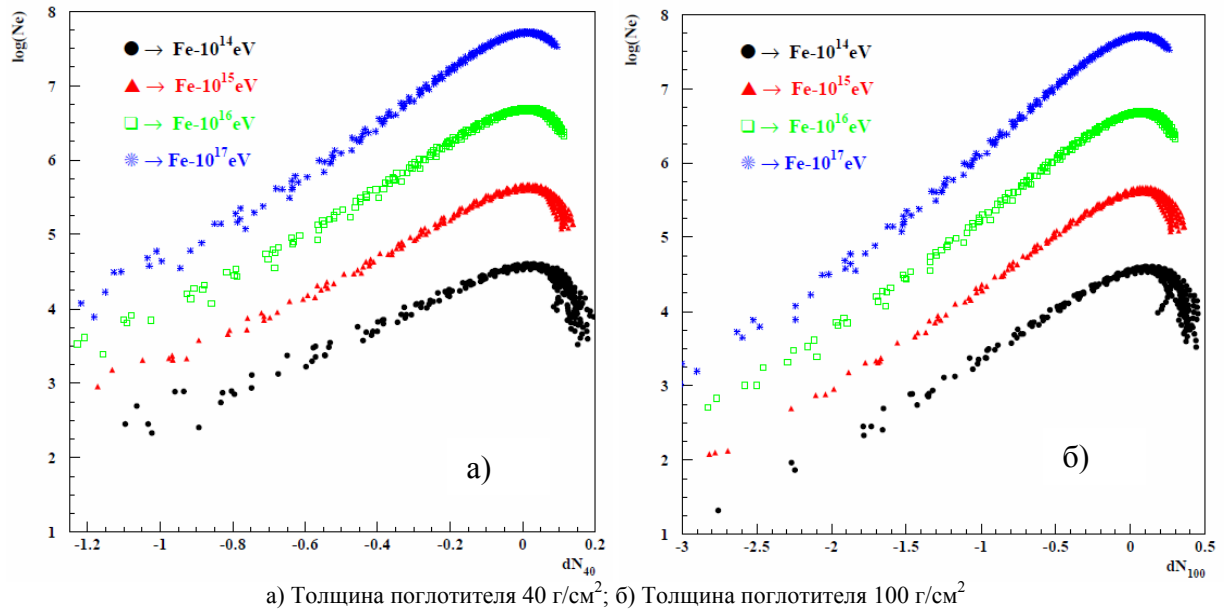 log(Ne)
8
7
6
5
4
3
2
1
● → Fe-10¹⁴eV
▲ → Fe-10¹⁵eV
□ → Fe-10¹⁶eV
✳ → Fe-10¹⁷eV
а)
-1.2 -1 -0.8 -0.6 -0.4 -0.2 0 0.2
dN₄₀
log(Ne)
8
7
6
5
4
3
2
1
● → Fe-10¹⁴eV
▲ → Fe-10¹⁵eV
□ → Fe-10¹⁶eV
✳ → Fe-10¹⁷eV
б)
-3 -2.5 -2 -1.5 -1 -0.5 0 0.5
dN₁₀₀
а) Толщина поглотителя 40 г/см²; б) Толщина поглотителя 100 г/см²